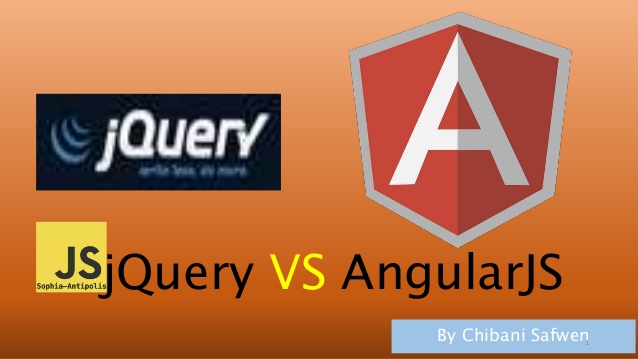 jQuery
write less, do more.
A
JS
Sophia-Antipolis
jQuery VS AngularJS
By Chibani Safwen